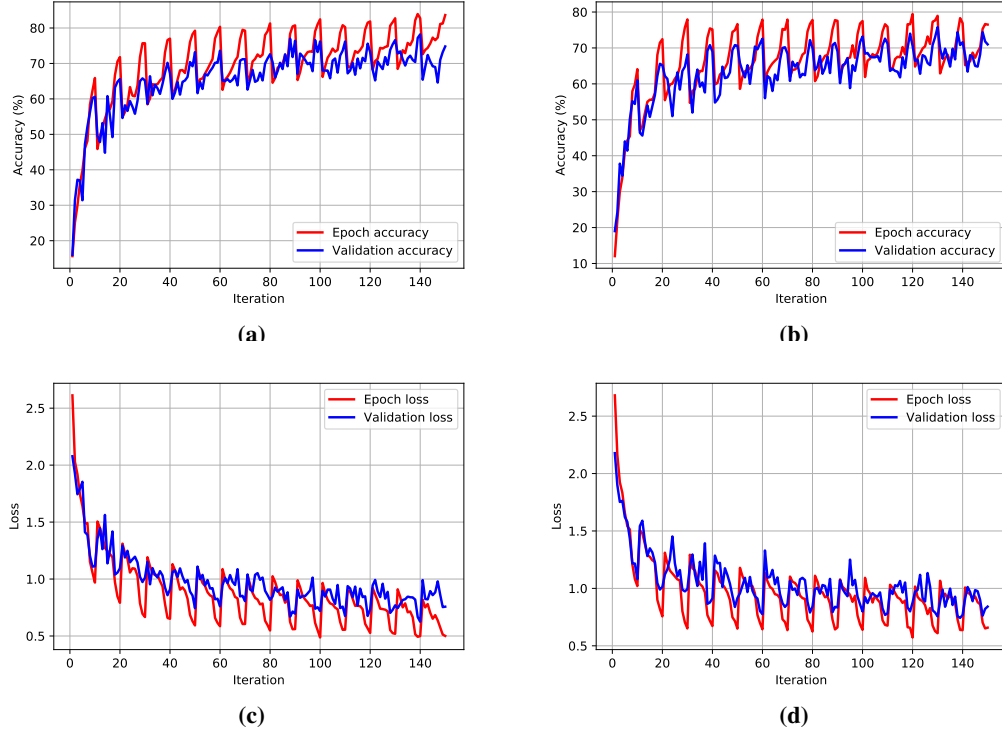 80
70
60
50
40
30
20
Accuracy (%)
Epoch accuracy
Validation accuracy
0 20 40 60 80 100 120 140
Iteration
(a)
80
70
60
50
40
30
20
10
Accuracy (%)
Epoch accuracy
Validation accuracy
0 20 40 60 80 100 120 140
Iteration
(b)
2.5
2.0
1.5
1.0
0.5
Loss
Epoch loss
Validation loss
0 20 40 60 80 100 120 140
Iteration
(c)
2.5
2.0
1.5
1.0
0.5
Loss
Epoch loss
Validation loss
0 20 40 60 80 100 120 140
Iteration
(d)